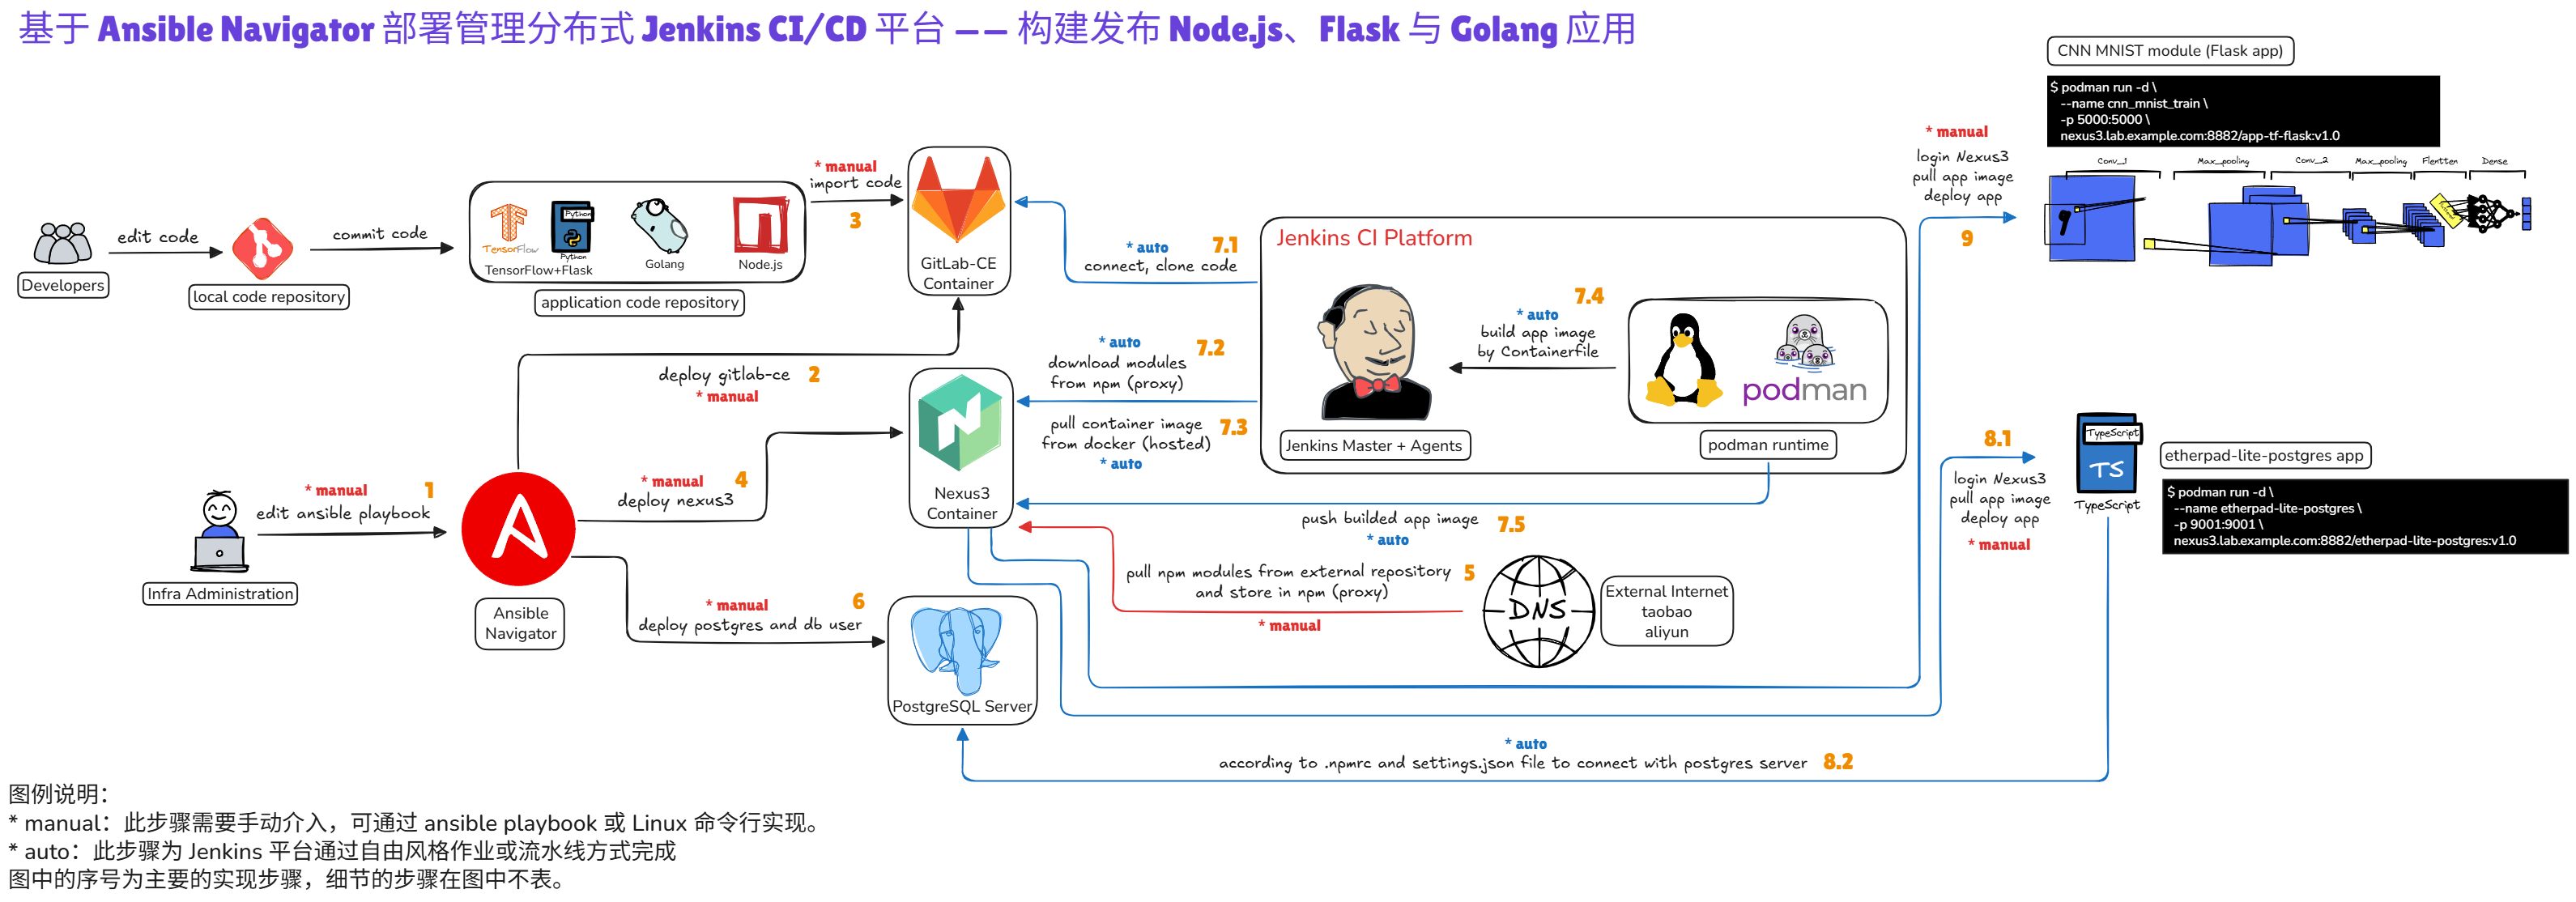 基于 Ansible Navigator 部署管理分布式 Jenkins CI/CD 平台 —— 构建发布 Node.js、Flask 与 Golang 应用
CNN MNIST module (Flask app)
$ podman run -d \
--name cnn_mnist_train \
-p 5000:5000 \
nexus3.lab.example.com:8882/app-tf-flask:v1.0
Conv_1
Max_pooling
Conv_2
Max_pooling
Flentten
Dense
* manual
login Nexus3
pull app image
deploy app
9
Developers
edit code
local code repository
commit code
TensorFlow
TensorFlow+Flask
Python
Python
Golang
Node.js
application code repository
* manual
import code
3
GitLab-CE
Container
* auto
7.1
connect, clone code
Jenkins CI Platform
7.4
* auto
build app image
by Containerfile
podman
Jenkins Master + Agents
podman runtime
* auto
7.2
download modules
from npm (proxy)
pull container image
from docker (hosted)
7.3
* auto
deploy gitlab-ce
2
* manual
Nexus3
Container
* manual
4
deploy nexus3
* manual
1
edit ansible playbook
Infra Administration
Ansible
Navigator
* manual
6
deploy postgres and db user
PostgreSQL Server
push builded app image
7.5
* auto
pull npm modules from external repository
5
and store in npm (proxy)
* manual
DNS
External Internet
taobao
aliyun
8.1
login Nexus3
pull app image
deploy app
* manual
TypeScript
TS
TypeScript
etherpad-lite-postgres app
$ podman run -d \
--name etherpad-lite-postgres \
-p 9001:9001 \
nexus3.lab.example.com:8882/etherpad-lite-postgres:v1.0
* auto
according to .npmrc and settings.json file to connect with postgres server
8.2
图例说明：
* manual：此步骤需要手动介入，可通过 ansible playbook 或 Linux 命令行实现。
* auto：此步骤为 Jenkins 平台通过自由风格作业或流水线方式完成
图中的序号为主要的实现步骤，细节的步骤在图中不表。